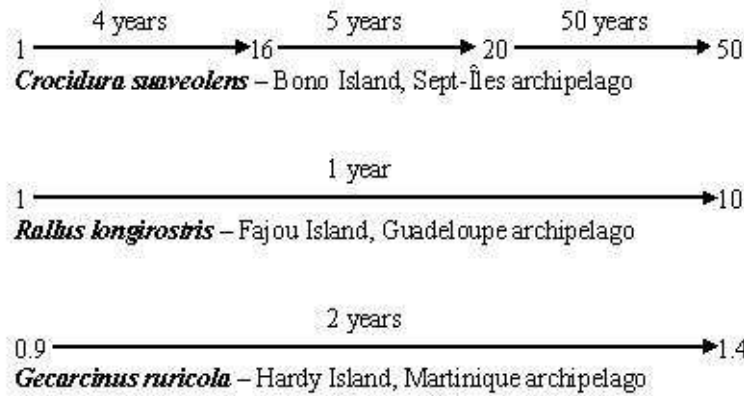 4 years 5 years 50 years
1 16 20 50
Crocidura suaveolens – Bono Island, Sept-Îles archipelago
1 year
1 10
Rallus longirostris – Fajou Island, Guadeloupe archipelago
2 years
0.9 1.4
Gecarcinus ruricola – Hardy Island, Martinique archipelago